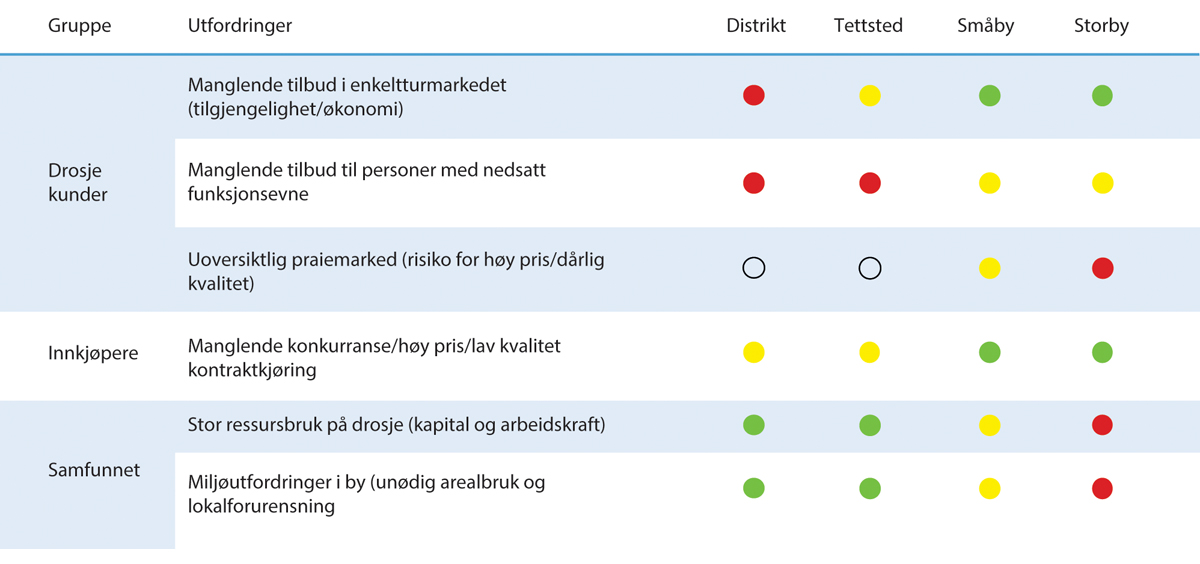 Gruppe Utfordringer Distrikt Tettsted Småby Storby
Manglende tilbud i enkeltturmarkedet
(tilgjengelighet/økonomi)
Drosje
kunder
Manglende tilbud til personer med nedsatt
funksjonsevne
Uoversiktlig praiemarked (risiko for høy pris/dårlig
kvalitet)
Innkjøpere
Manglende konkurranse/høy pris/lav kvalitet
kontraktkjøring
Samfunnet
Stor ressursbruk på drosje (kapital og arbeidskraft)
Miljøutfordringer i by (unødig arealbruk og
lokalforurensning